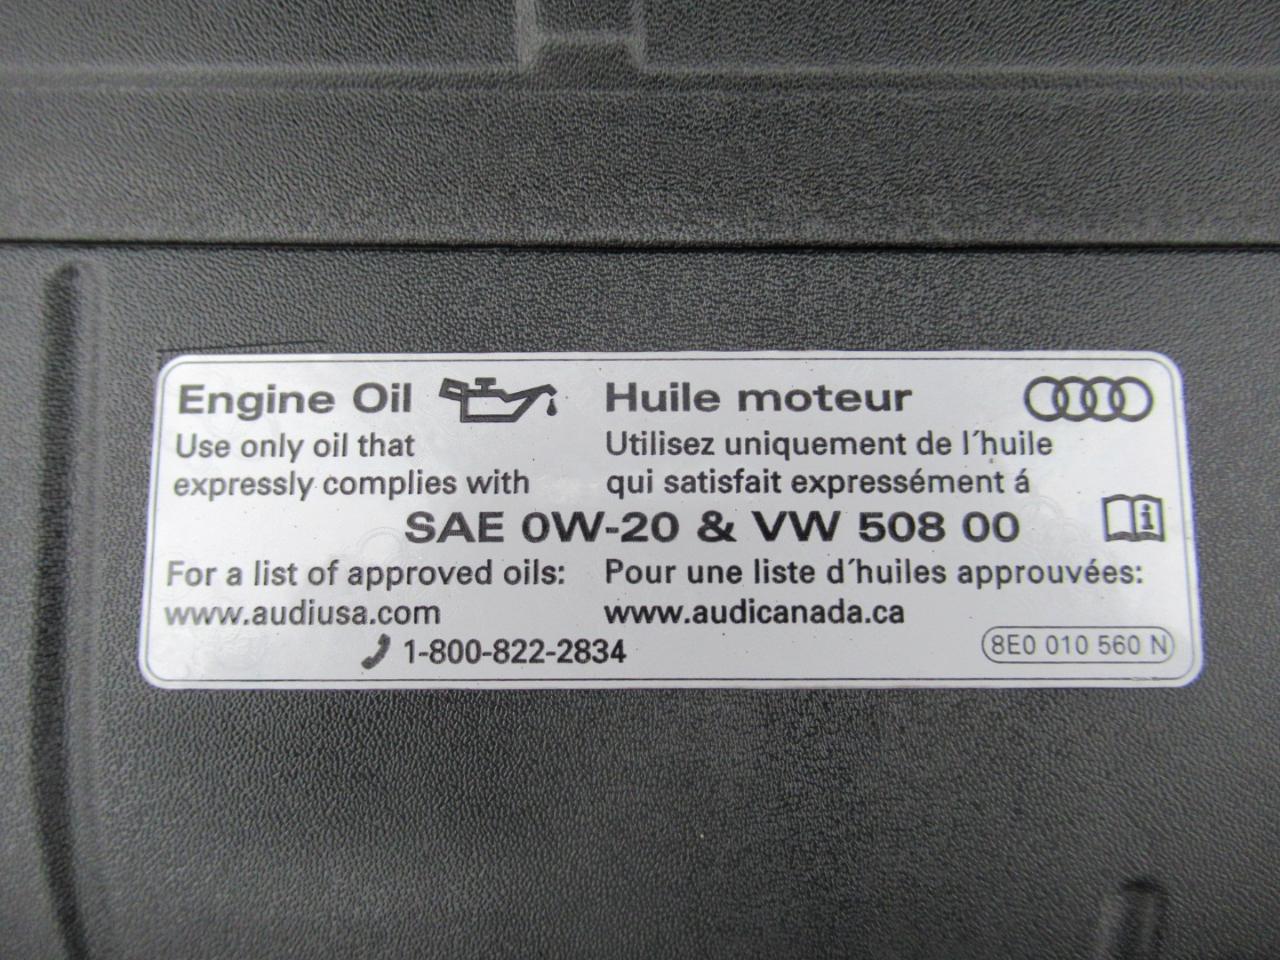 Engine Oil
Use only oil that
expressly complies with
Huile moteur
Utilisez uniquement de l´huile
qui satisfait expressément á
SAE 0W-20 & VW 508 00
For a list of approved oils:
www.audiusa.com
Pour une liste d´huiles approuvées:
www.audicanada.ca
1-800-822-2834
8E0 010 560 N